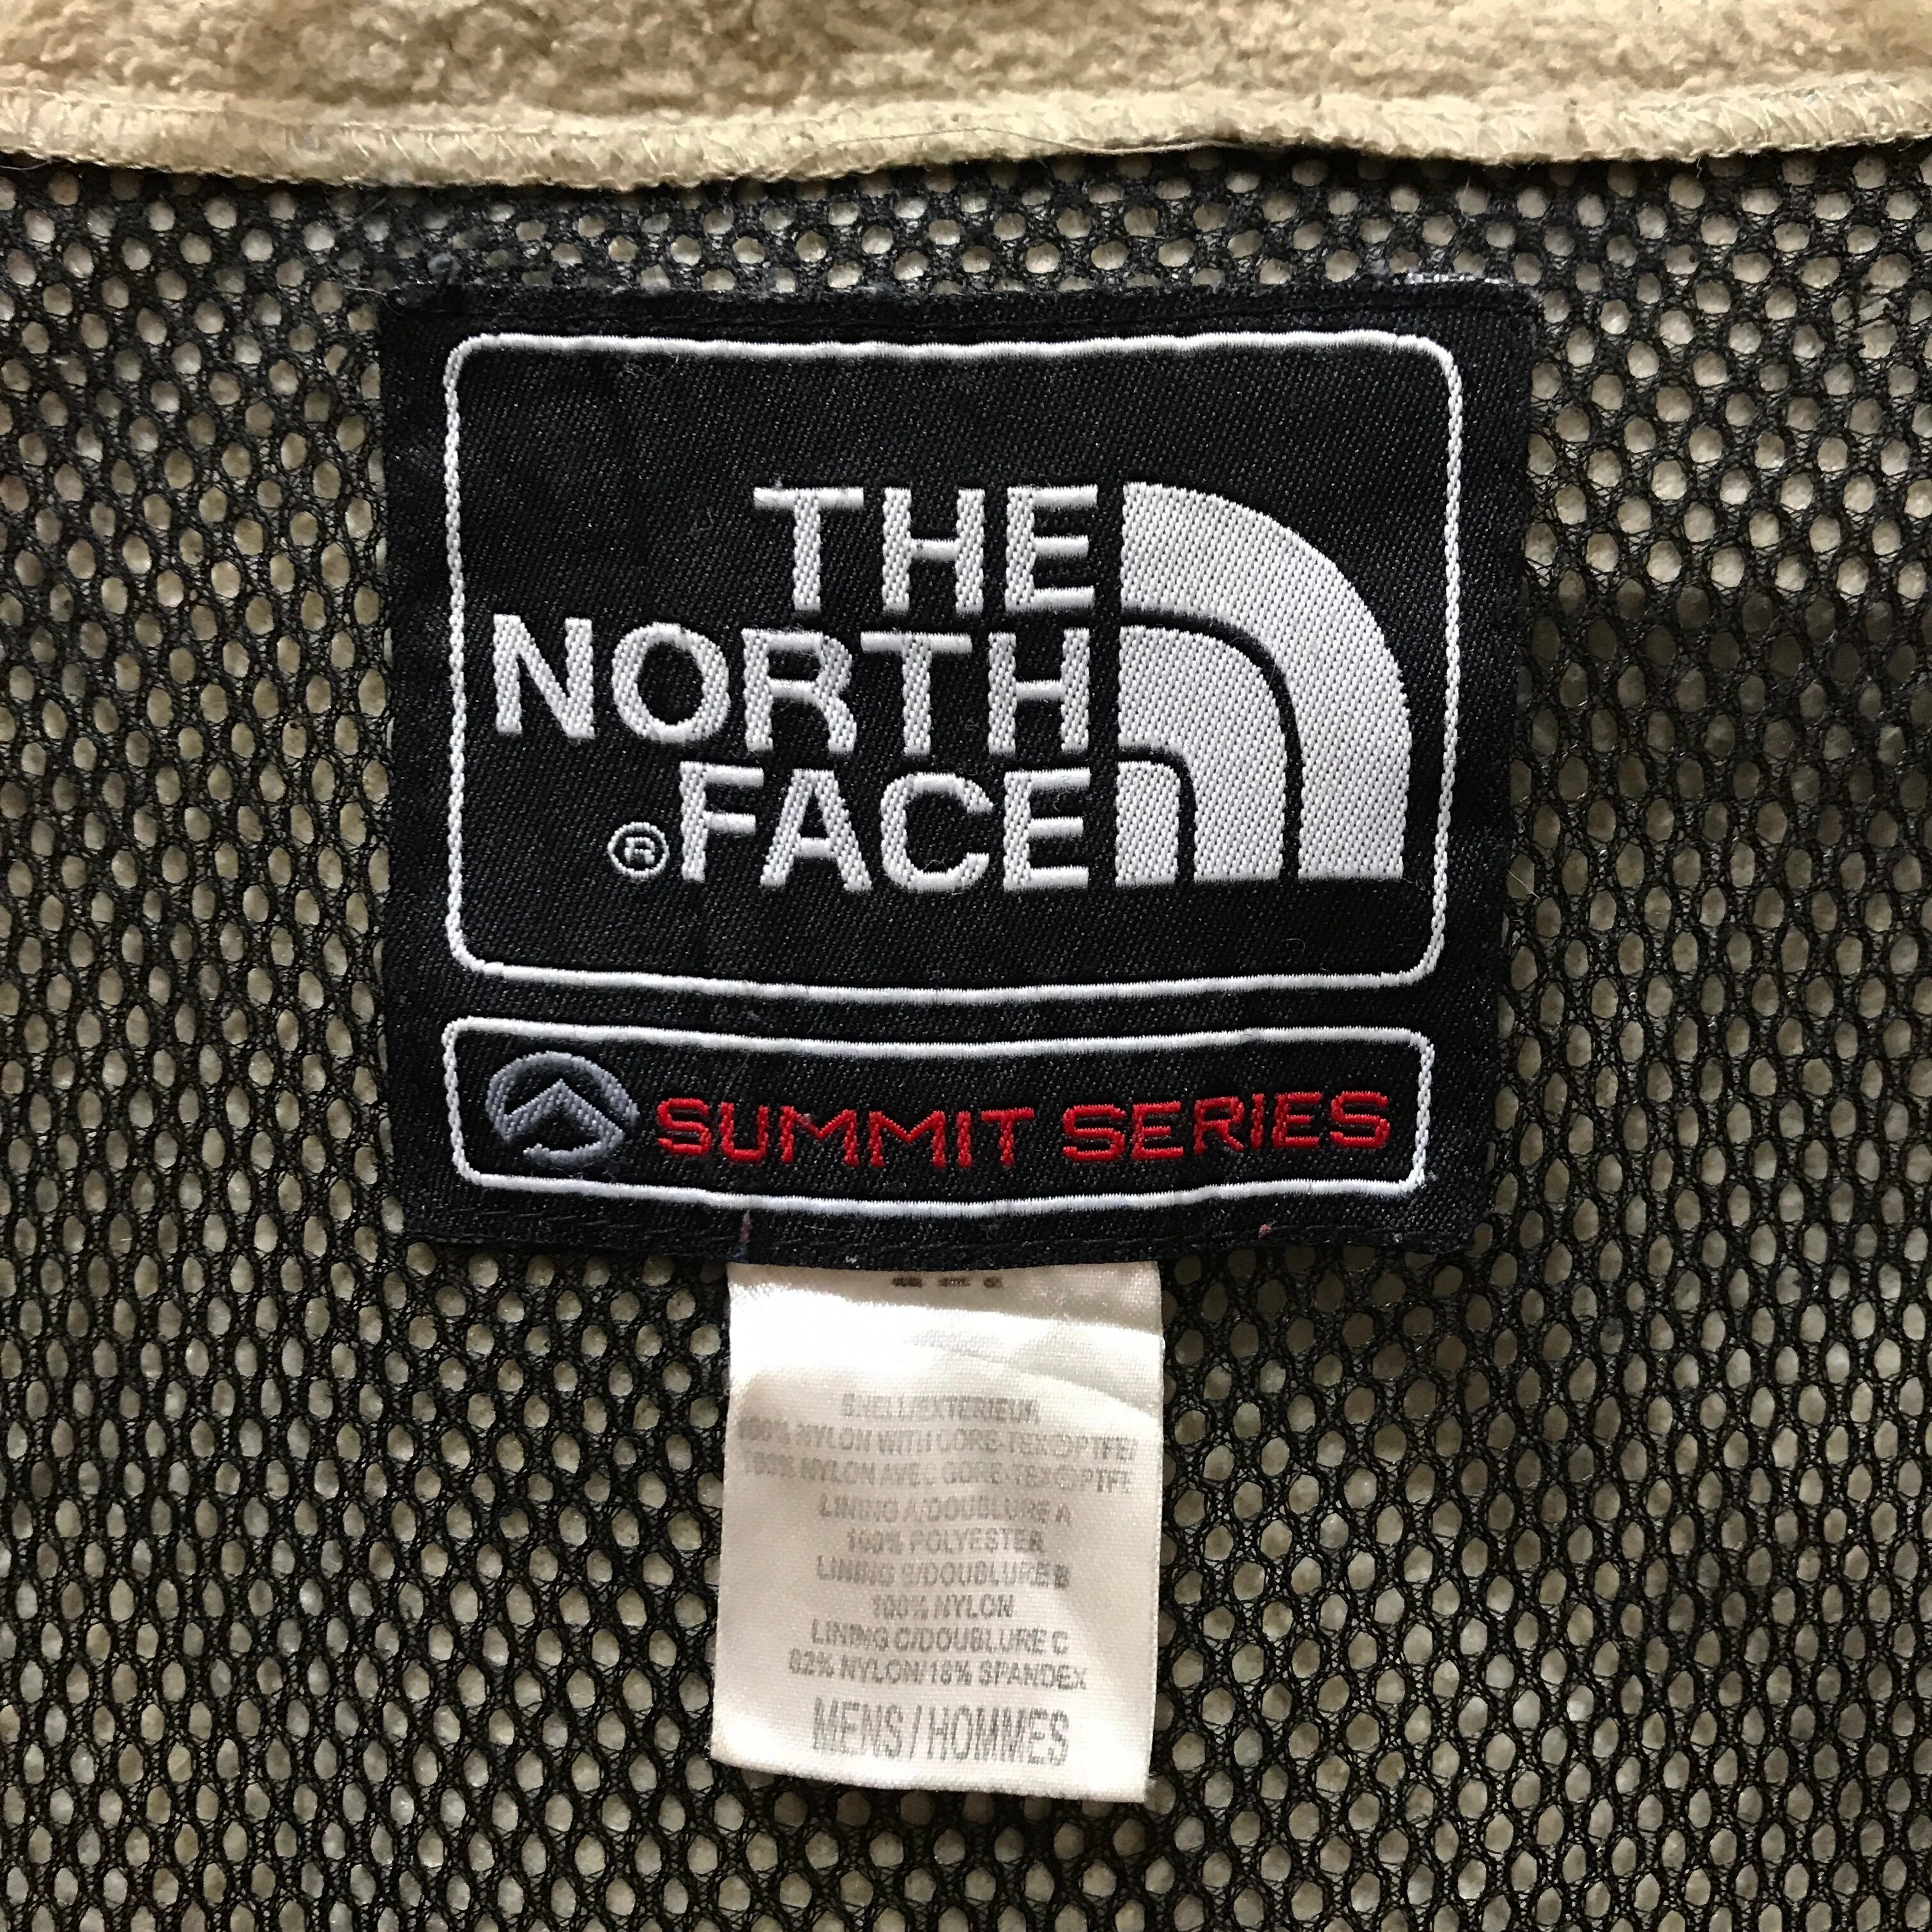 THE
NORTH
®FACE
SUMMIT SERIES
SHELL/EXTERIEUR
100% NYLON WITH GORE-TEX®PTFE/
100% NYLON AVEC GORE-TEX®PTFE
LINING A/DOUBLURE A
100% POLYESTER
LINING B/DOUBLURE B
100% NYLON
LINING C/DOUBLURE C
82% NYLON/18% SPANDEX
MENS/HOMMES